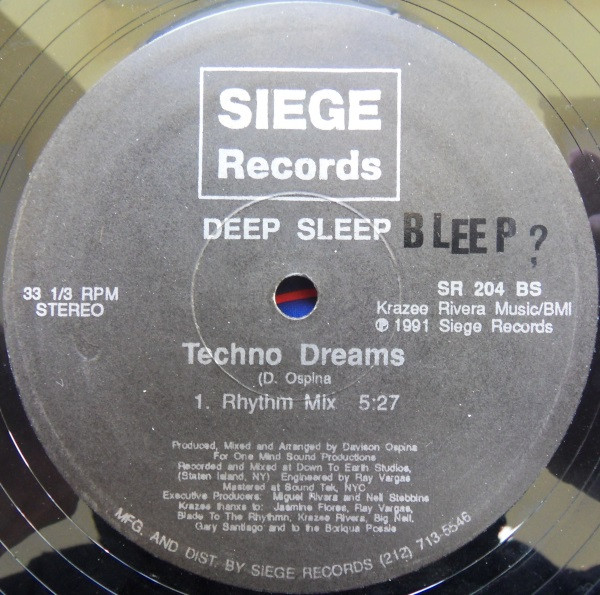 SIEGE
Records
DEEP SLEEP BLEEP?
33 1/3 RPM
STEREO
SR 204 BS
Krazee Rivera Music/BMI
℗ 1991 Siege Records
Techno Dreams
(D. Ospina
1. Rhythm Mix 5:27
Produced, Mixed and Arranged by Davison Ospina
For One Mind Sound Productions
Recorded and Mixed at Down To Earth Studios,
(Staten Island, NY) Engineered by Ray Vargas
Mastered at Sound Tek, NYC
Executive Producers: Miguel Rivera and Neil Stebbins
Krazee thanxs to: Jasmine Flores, Ray Vargas,
Blade To The Rhythmn, Krazee Rivera, Big Neil,
Gary Santiago and to the Boriqua Possie
MFG. AND DIST. BY SIEGE RECORDS (212) 713-5546